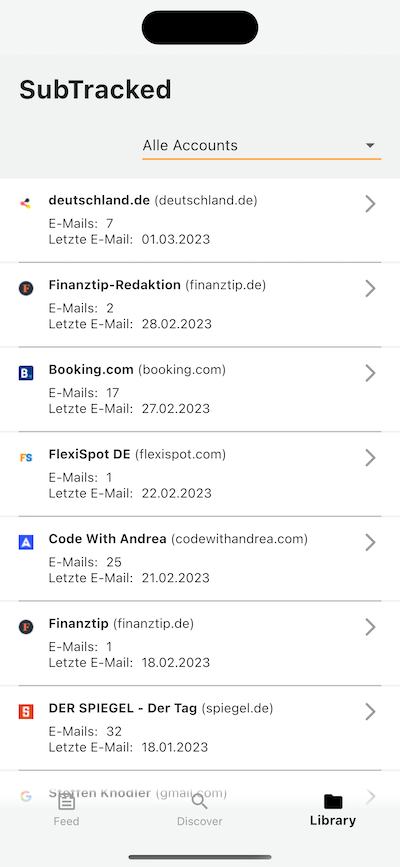 SubTracked
Alle Accounts
deutschland.de (deutschland.de)
E-Mails: 7
Letzte E-Mail: 01.03.2023
F
Finanztip-Redaktion (finanztip.de)
E-Mails: 2
Letzte E-Mail: 28.02.2023
B.
Booking.com (booking.com)
E-Mails: 17
Letzte E-Mail: 27.02.2023
FS
FlexiSpot DE (flexispot.com)
E-Mails: 1
Letzte E-Mail: 22.02.2023
A
Code With Andrea (codewithandrea.com)
E-Mails: 25
Letzte E-Mail: 21.02.2023
F
Finanztip (finanztip.de)
E-Mails: 1
Letzte E-Mail: 18.02.2023
S
DER SPIEGEL - Der Tag (spiegel.de)
E-Mails: 32
Letzte E-Mail: 18.01.2023
G
Steffen Knödler (gmail.com)
Feed
Discover
Library